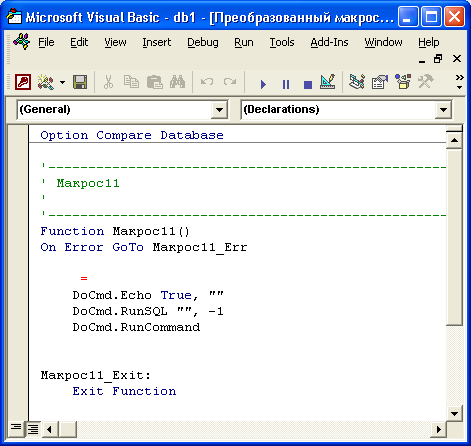 Microsoft Visual Basic - db1 - [Преобразованный макрос...
File Edit View Insert Debug Run Tools Add-Ins Window Help
(General) (Declarations)
Option Compare Database
'------------------------------------------------------------
' Макрос11
'
'------------------------------------------------------------
Function Макрос11()
On Error GoTo Макрос11_Err
=
DoCmd.Echo True, ""
DoCmd.RunSQL "", -1
DoCmd.RunCommand
Макрос11_Exit:
Exit Function